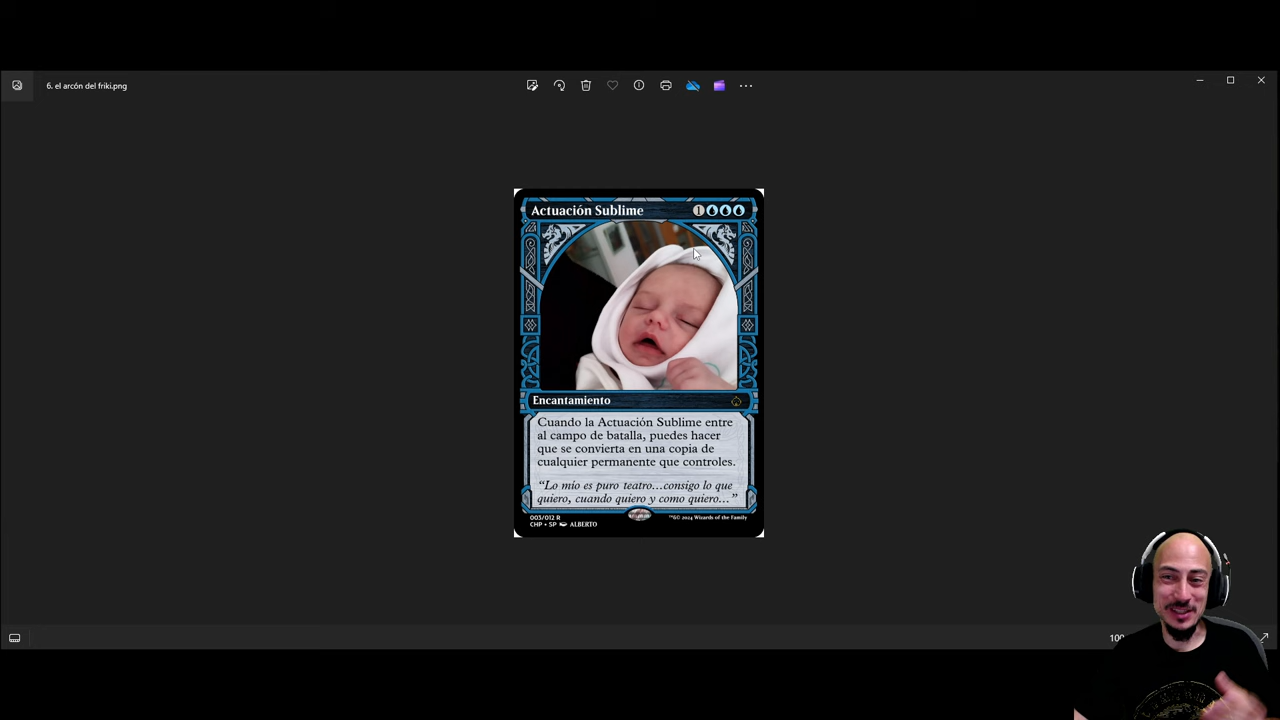 6. el arcón del friki.png
Actuación Sublime
1
Encantamiento
Cuando la Actuación Sublime entre
al campo de batalla, puedes hacer
que se convierta en una copia de
cualquier permanente que controles.
“Lo mío es puro teatro...consigo lo que
quiero, cuando quiero y como quiero...”
003/012 R
™© 2024 Wizards of the Family
CHP • SP ALBERTO